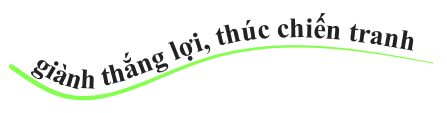 giành thắng lợi, thúc chiến tranh